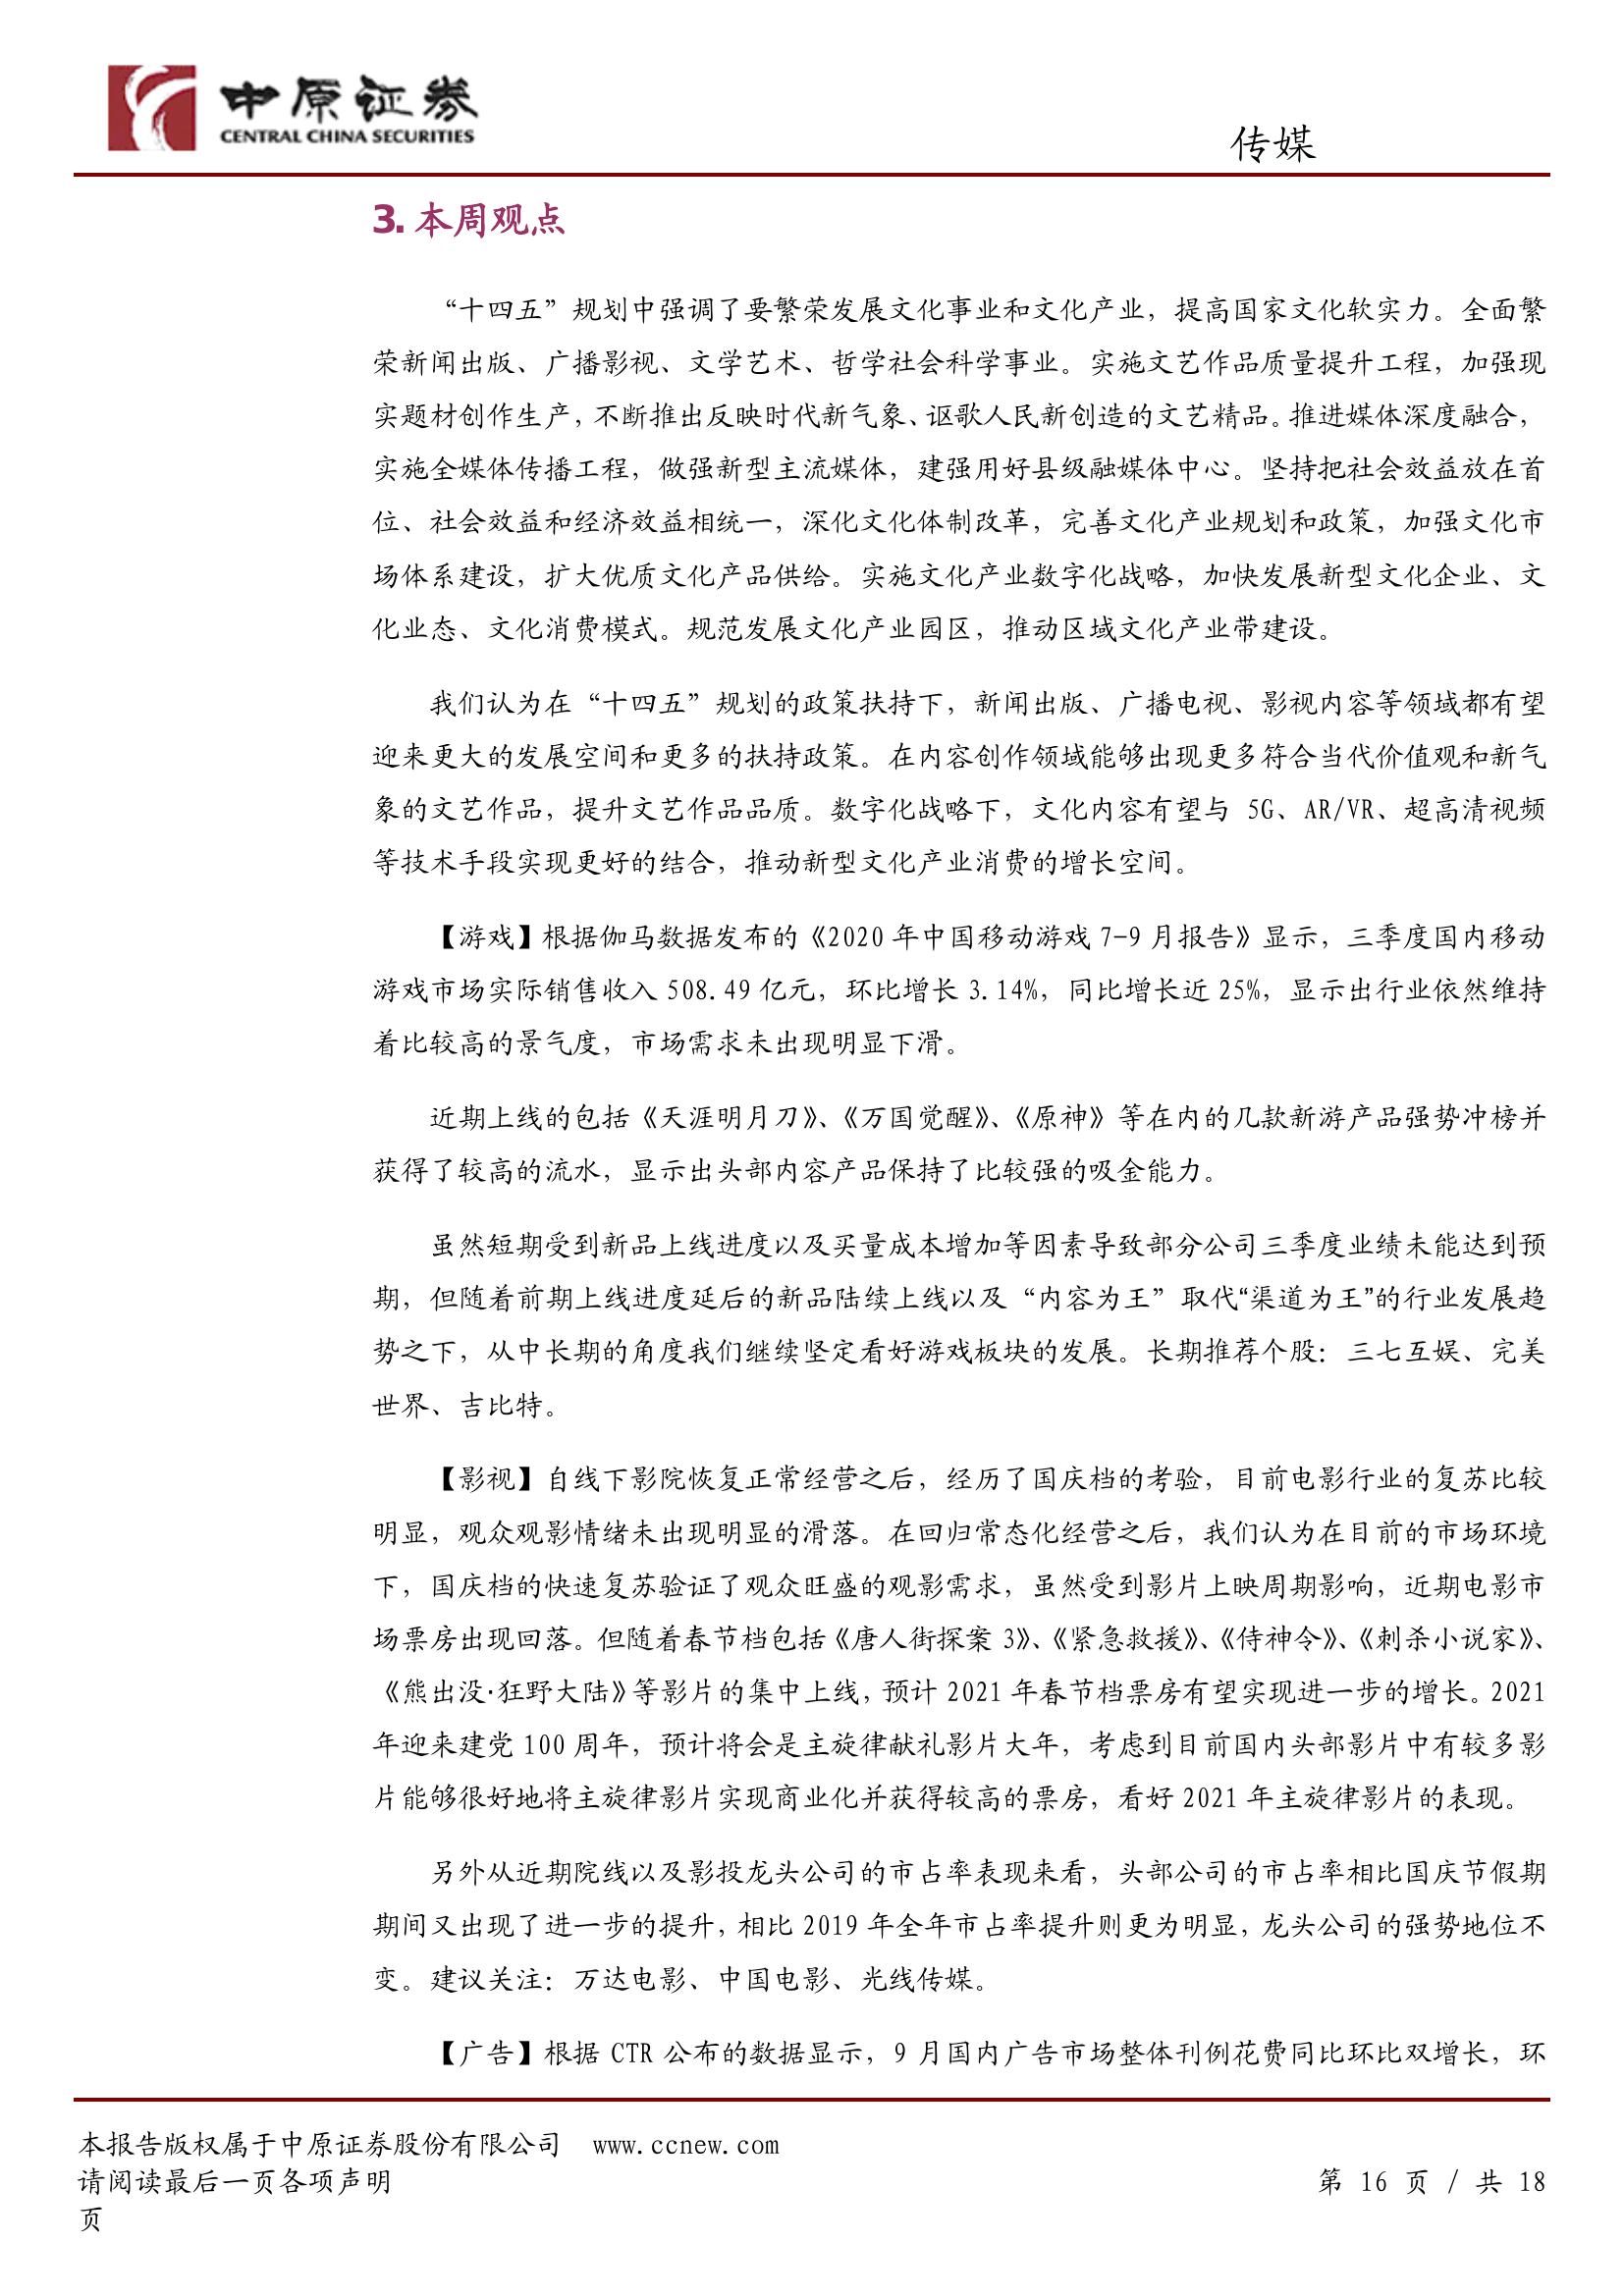 中原证券
CENTRAL CHINA SECURITIES
传媒
3. 本周观点
“十四五”规划中强调了要繁荣发展文化事业和文化产业，提高国家文化软实力。全面繁
荣新闻出版、广播影视、文学艺术、哲学社会科学事业。实施文艺作品质量提升工程，加强现
实题材创作生产，不断推出反映时代新气象、讴歌人民新创造的文艺精品。推进媒体深度融合，
实施全媒体传播工程，做强新型主流媒体，建强用好县级融媒体中心。坚持把社会效益放在首
位、社会效益和经济效益相统一，深化文化体制改革，完善文化产业规划和政策，加强文化市
场体系建设，扩大优质文化产品供给。实施文化产业数字化战略，加快发展新型文化企业、文
化业态、文化消费模式。规范发展文化产业园区，推动区域文化产业带建设。
我们认为在“十四五”规划的政策扶持下，新闻出版、广播电视、影视内容等领域都有望
迎来更大的发展空间和更多的扶持政策。在内容创作领域能够出现更多符合当代价值观和新气
象的文艺作品，提升文艺作品品质。数字化战略下，文化内容有望与 5G、AR/VR、超高清视频
等技术手段实现更好的结合，推动新型文化产业消费的增长空间。
【游戏】根据伽马数据发布的《2020 年中国移动游戏 7-9 月报告》显示，三季度国内移动
游戏市场实际销售收入 508.49 亿元，环比增长 3.14%，同比增长近 25%，显示出行业依然维持
着比较高的景气度，市场需求未出现明显下滑。
近期上线的包括《天涯明月刀》、《万国觉醒》、《原神》等在内的几款新游产品强势冲榜并
获得了较高的流水，显示出头部内容产品保持了比较强的吸金能力。
虽然短期受到新品上线进度以及买量成本增加等因素导致部分公司三季度业绩未能达到预
期，但随着前期上线进度延后的新品陆续上线以及“内容为王”取代“渠道为王”的行业发展趋
势之下，从中长期的角度我们继续坚定看好游戏板块的发展。长期推荐个股：三七互娱、完美
世界、吉比特。
【影视】自线下影院恢复正常经营之后，经历了国庆档的考验，目前电影行业的复苏比较
明显，观众观影情绪未出现明显的滑落。在回归常态化经营之后，我们认为在目前的市场环境
下，国庆档的快速复苏验证了观众旺盛的观影需求，虽然受到影片上映周期影响，近期电影市
场票房出现回落。但随着春节档包括《唐人街探案 3》、《紧急救援》、《侍神令》、《刺杀小说家》、
《熊出没·狂野大陆》等影片的集中上线，预计 2021 年春节档票房有望实现进一步的增长。2021
年迎来建党 100 周年，预计将会是主旋律献礼影片大年，考虑到目前国内头部影片中有较多影
片能够很好地将主旋律影片实现商业化并获得较高的票房，看好 2021 年主旋律影片的表现。
另外从近期院线以及影投龙头公司的市占率表现来看，头部公司的市占率相比国庆节假期
期间又出现了进一步的提升，相比 2019 年全年市占率提升则更为明显，龙头公司的强势地位不
变。建议关注：万达电影、中国电影、光线传媒。
【广告】根据 CTR 公布的数据显示，9 月国内广告市场整体刊例花费同比环比双增长，环
本报告版权属于中原证券股份有限公司 www.ccnew.com
请阅读最后一页各项声明 第 16 页 / 共 18
页